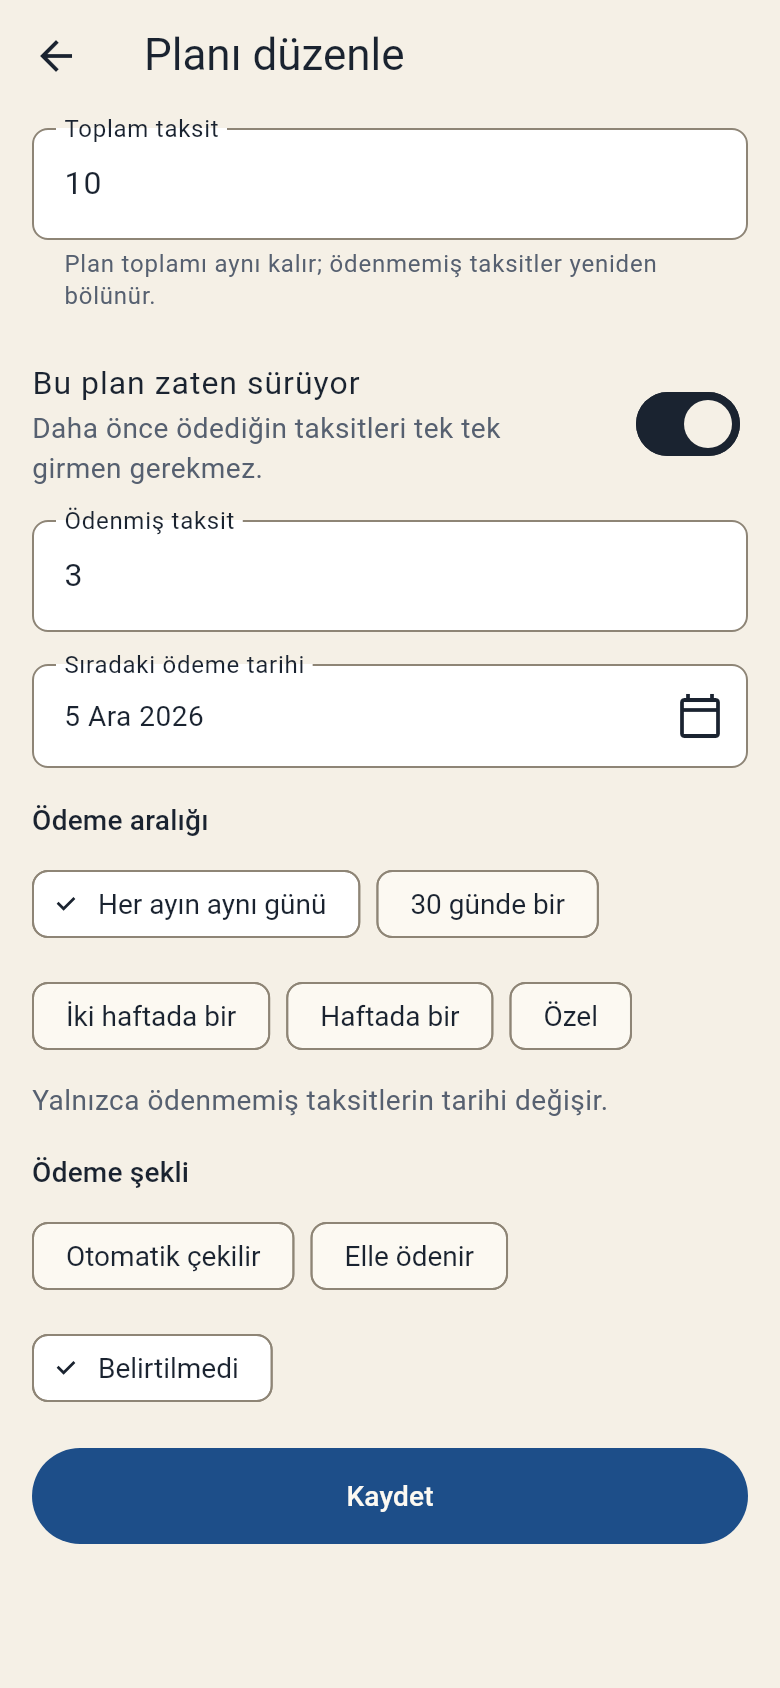 Planı düzenle
Toplam taksit
10
Plan toplamı aynı kalır; ödenmemiş taksitler yeniden
bölünür.
Bu plan zaten sürüyor
Daha önce ödediğin taksitleri tek tek
girmen gerekmez.
Ödenmiş taksit
3
Sıradaki ödeme tarihi
5 Ara 2026
Ödeme aralığı
Her ayın aynı günü
30 günde bir
İki haftada bir
Haftada bir
Özel
Yalnızca ödenmemiş taksitlerin tarihi değişir.
Ödeme şekli
Otomatik çekilir
Elle ödenir
Belirtilmedi
Kaydet